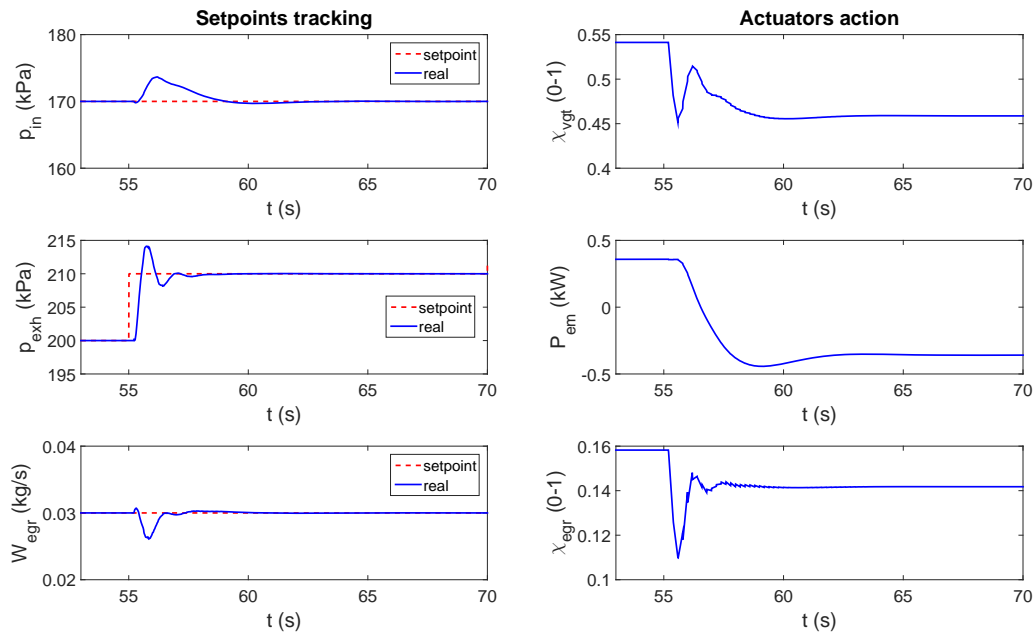 Setpoints tracking
180
170
160
p_in (kPa)
setpoint
real
55 60 65 70
t (s)
Actuators action
0.55
0.5
0.45
0.4
χ_vgt (0-1)
55 60 65 70
t (s)
215
210
205
200
195
p_exh (kPa)
setpoint
real
55 60 65 70
t (s)
0.5
0
-0.5
P_em (kW)
55 60 65 70
t (s)
0.04
0.03
0.02
W_egr (kg/s)
setpoint
real
55 60 65 70
t (s)
0.16
0.14
0.12
0.1
χ_egr (0-1)
55 60 65 70
t (s)